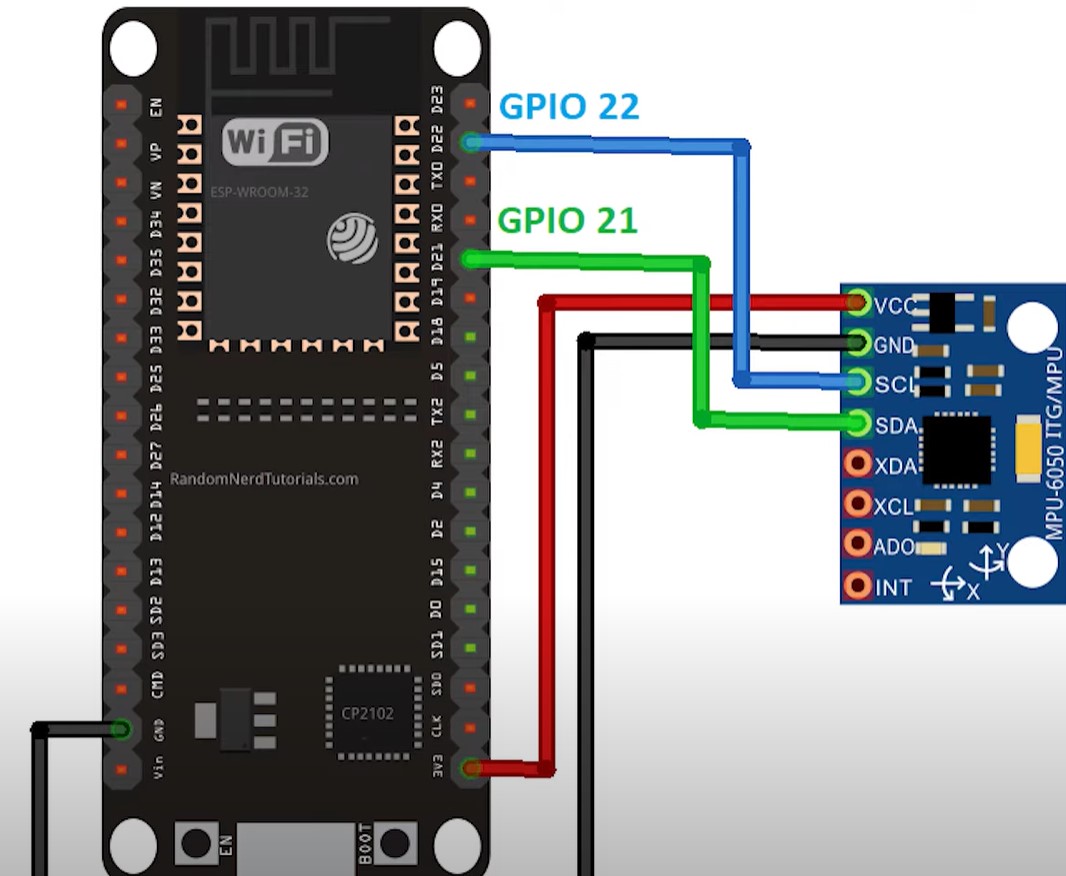 EN
VP
VN
D34
D35
D32
D33
D25
D26
D27
D14
D12
D13
SD2
SD3
CMD
GND
Vin
WiFi
ESP-WROOM-32
RandomNerdTutorials.com
CP2102
EN
BOOT
D23
D22
TX0
RX0
D21
D19
D18
D5
TX2
RX2
D4
D2
D15
D0
SD1
SD0
CLK
3V3
GPIO 22
GPIO 21
VCC
GND
SCL
SDA
XDA
XCL
ADO
INT
MPU-6050 ITG/MPU
Y
X